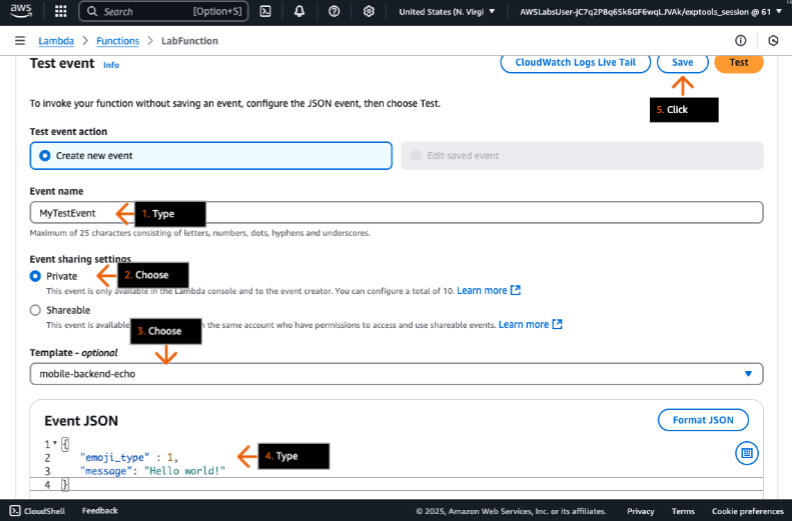 aws Search [Option+S] United States (N. Virgi AWSLabsUser-jC7q2P8q6Sk6GF6wqLJVAk/exptools_session @ 61
Lambda > Functions > LabFunction
Test event Info CloudWatch Logs Live Tail Save Test
5. Click
To invoke your function without saving an event, configure the JSON event, then choose Test.
Test event action
Create new event Edit saved event
Event name
MyTestEvent 1. Type
Maximum of 25 characters consisting of letters, numbers, dots, hyphens and underscores.
Event sharing settings
Private 2. Choose
This event is only available in the Lambda console and to the event creator. You can configure a total of 10. Learn more
Shareable
This event is available the same account who have permissions to access and use shareable events. Learn more
3. Choose
Template - optional
mobile-backend-echo
Event JSON Format JSON
1 {
2 "emoji_type" : 1, 4. Type
3 "message": "Hello world!"
4 }
CloudShell Feedback © 2025, Amazon Web Services, Inc. or its affiliates. Privacy Terms Cookie preferences